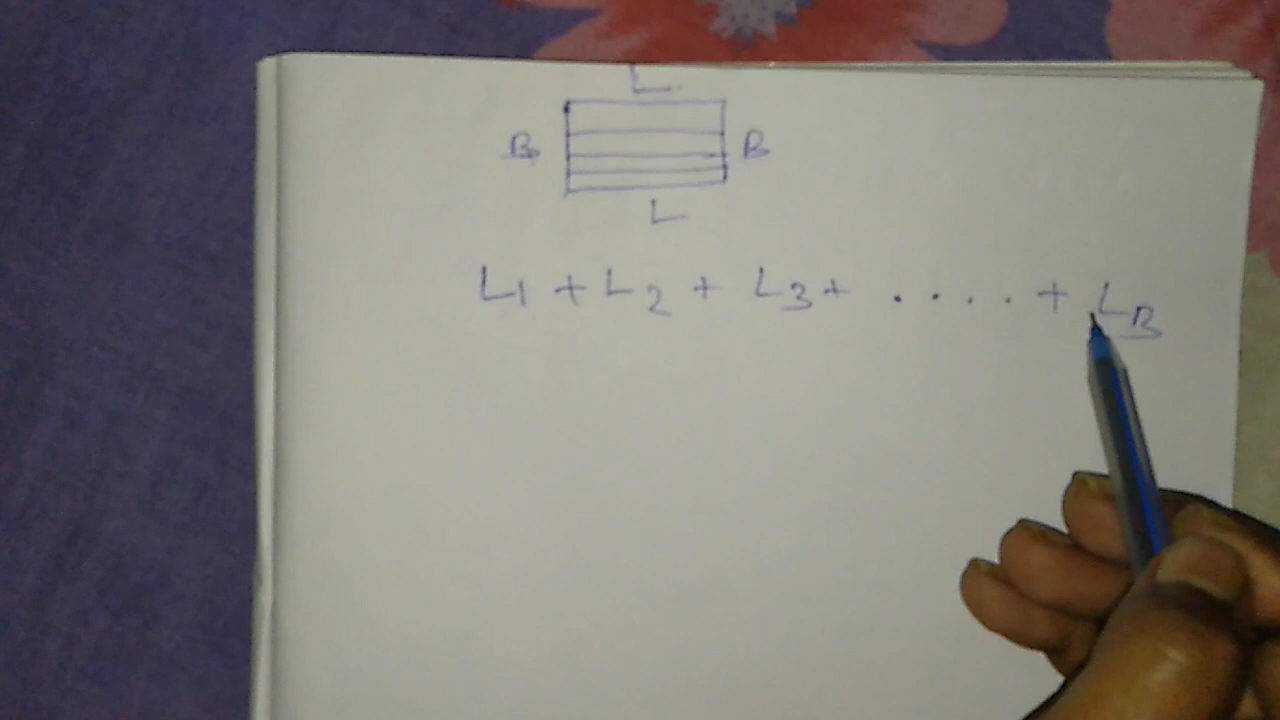 L
B B
L
L1 + L2 + L3 + ..... + LB